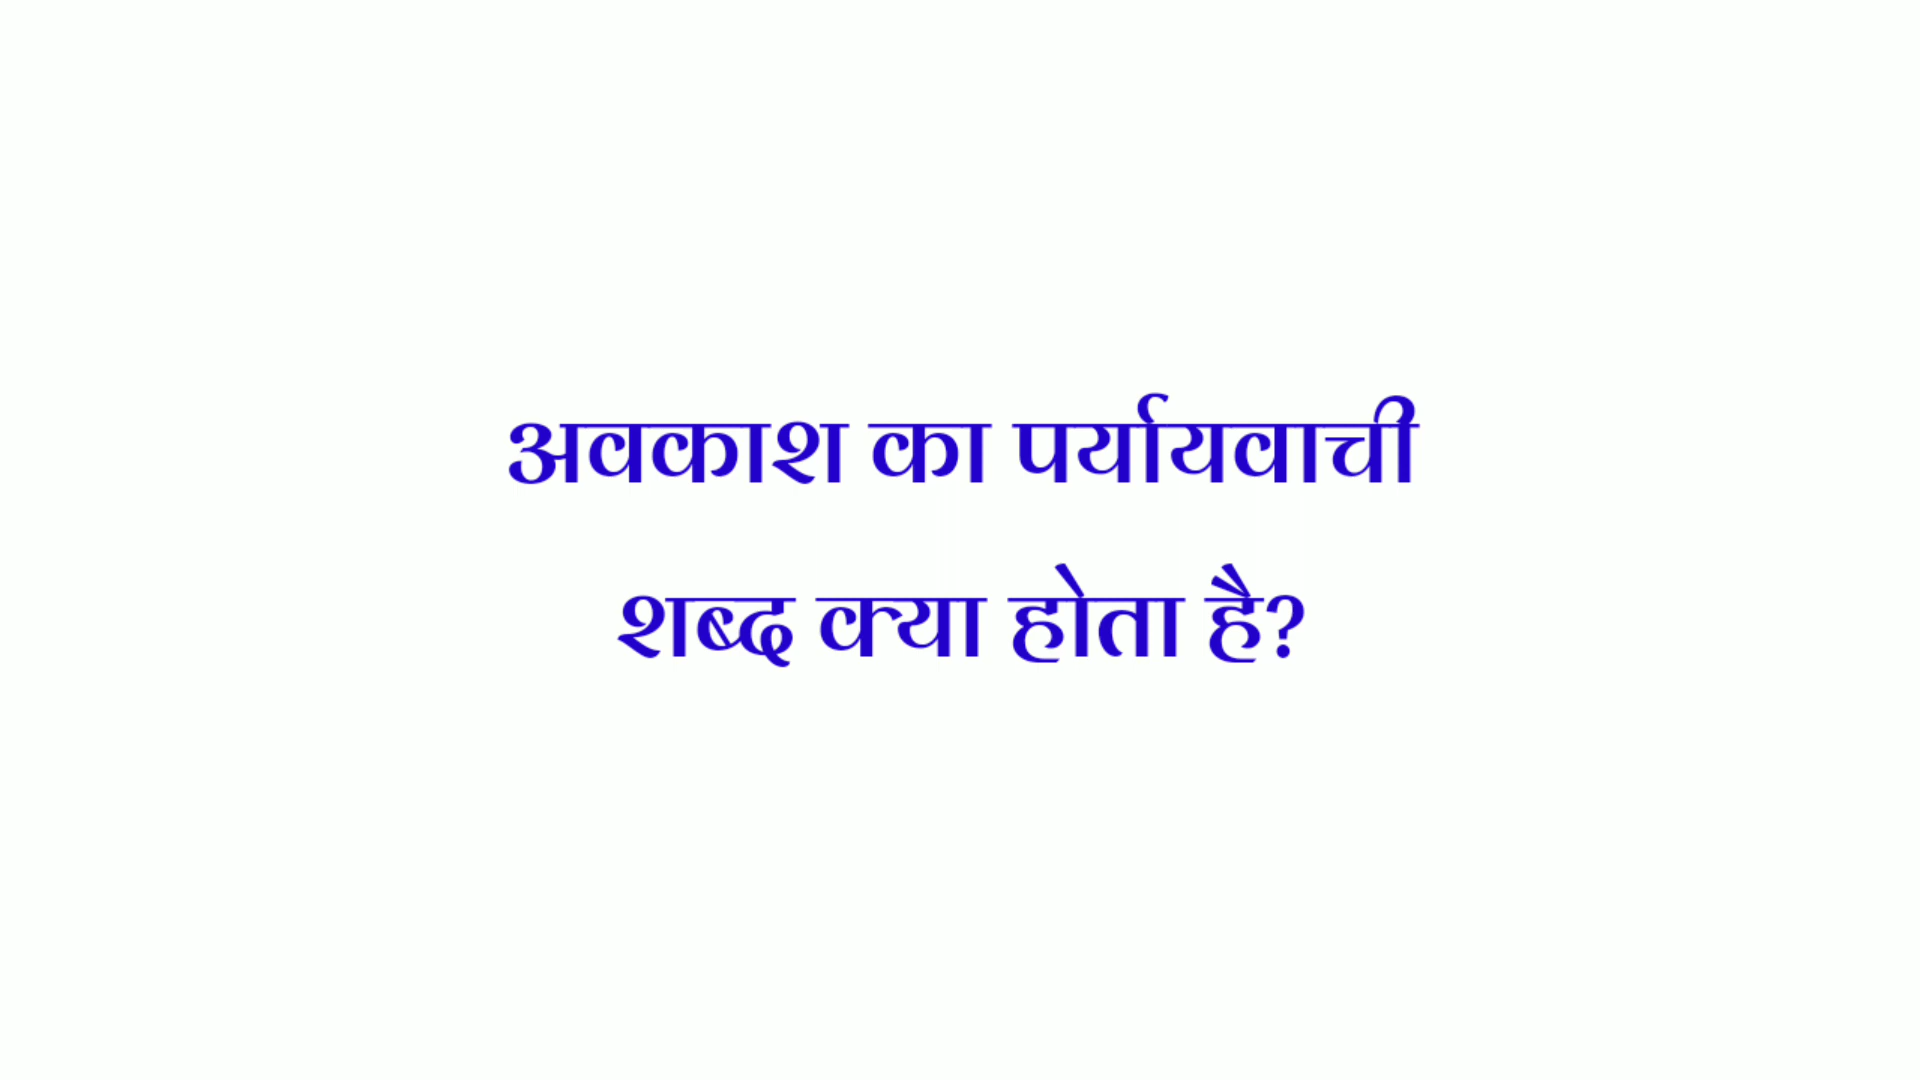 अवकाश का पर्यायवाची
शब्द क्या होता है?